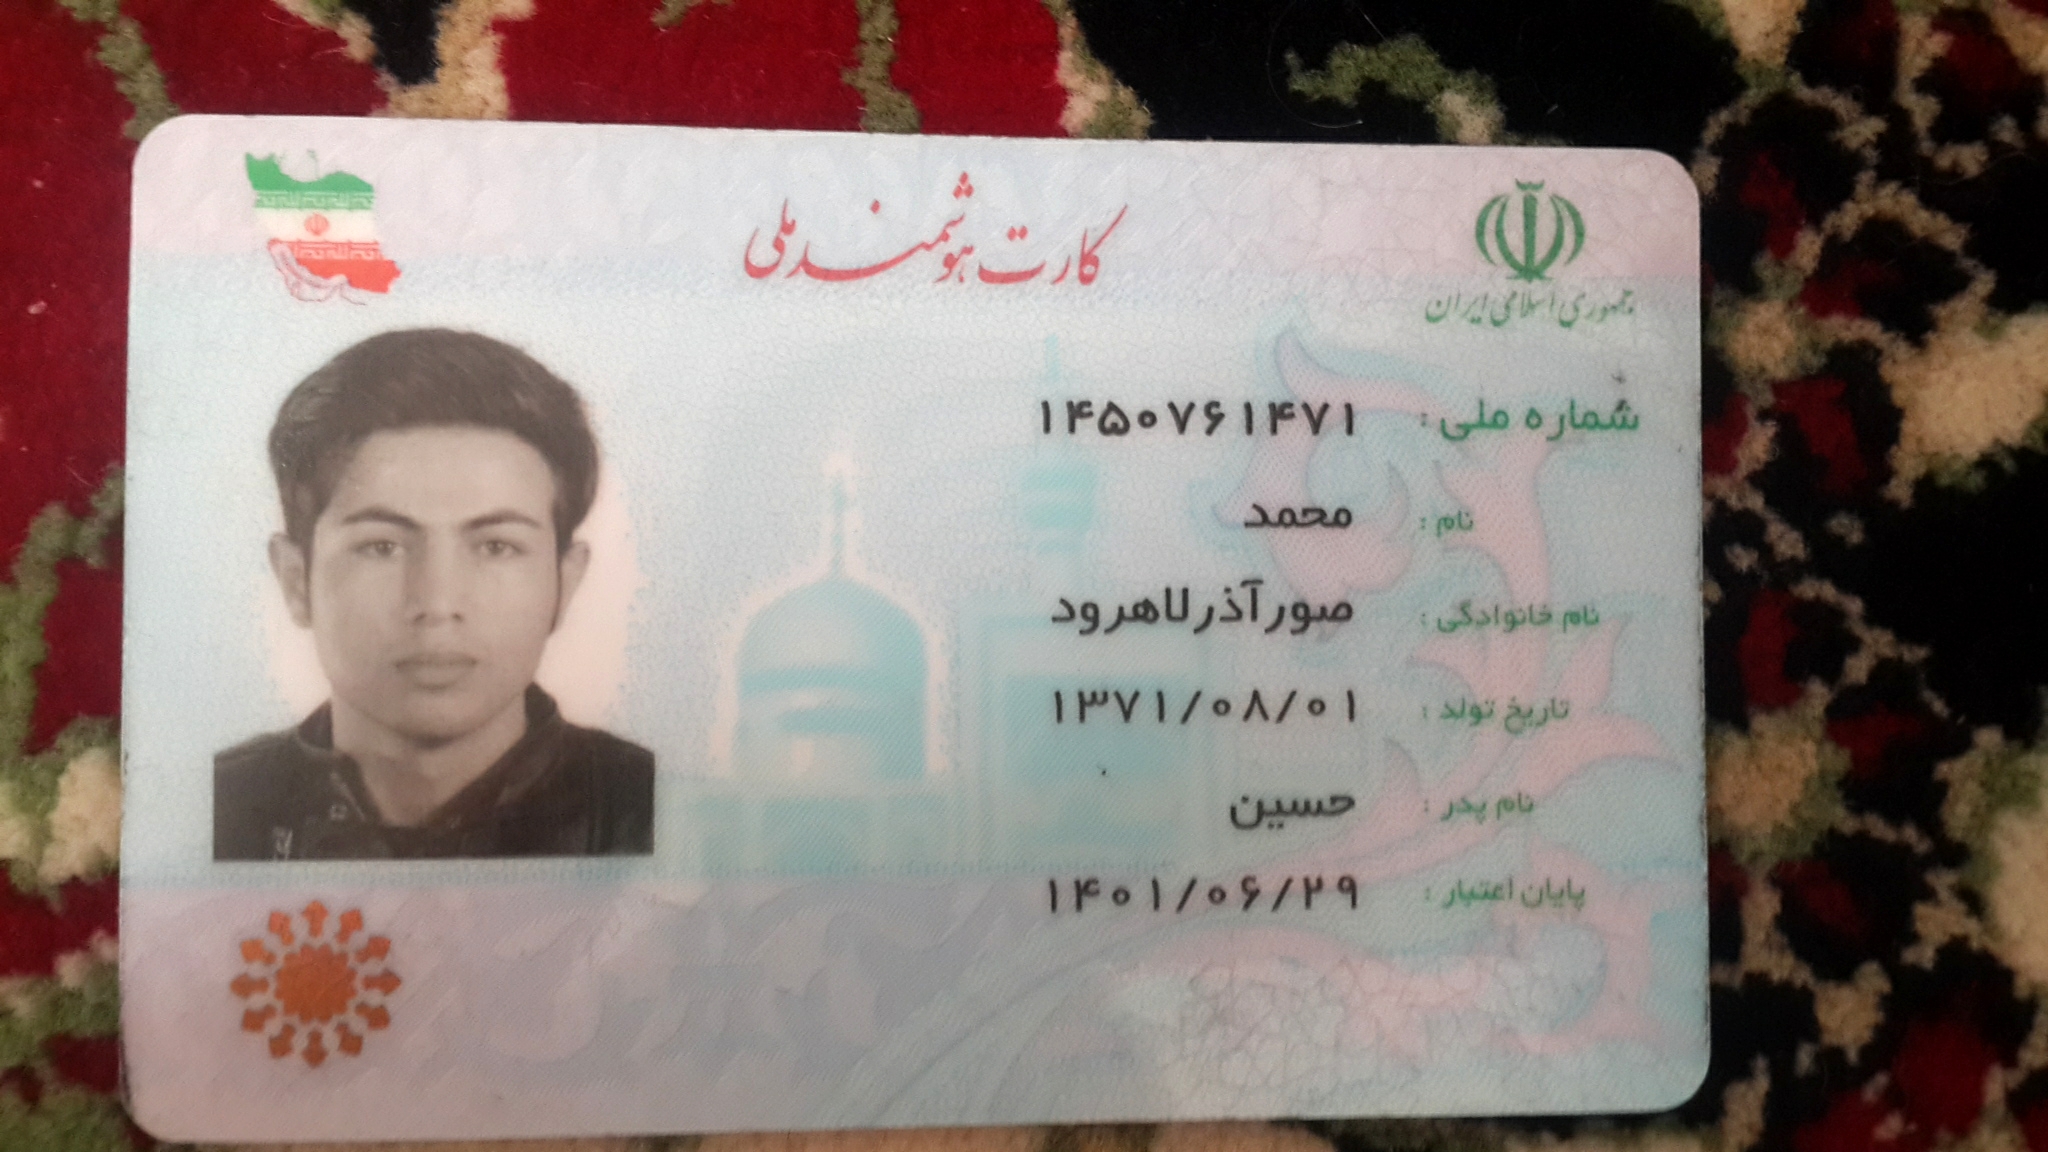 کارت هوشمند ملی
جمهوری اسلامی ایران
شماره ملی : ۱۴۵۰۷۶۱۴۷۱
نام : محمد
نام خانوادگی : صورآذرلاهرود
تاریخ تولد : ۱۳۷۱/۰۸/۰۱
نام پدر : حسین
پایان اعتبار : ۱۴۰۱/۰۶/۲۹